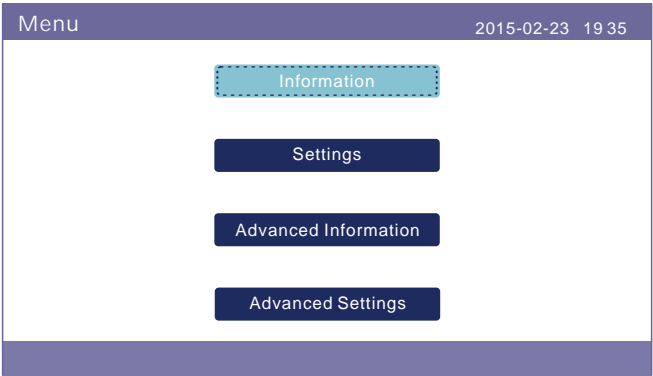 Menu
2015-02-23 19 35
Information
Settings
Advanced Information
Advanced Settings